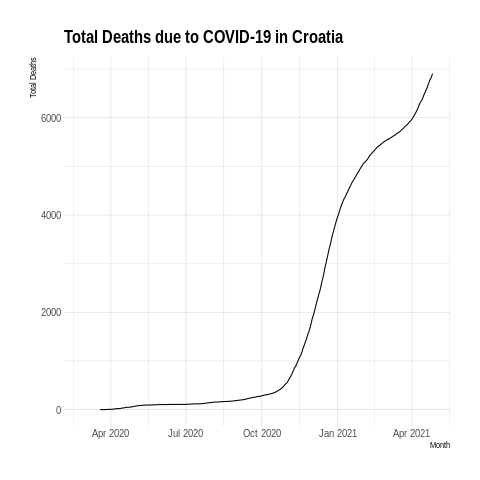 Total Deaths due to COVID-19 in Croatia
Total Deaths
6000
4000
2000
0
Apr 2020 Jul 2020 Oct 2020 Jan 2021 Apr 2021
Month